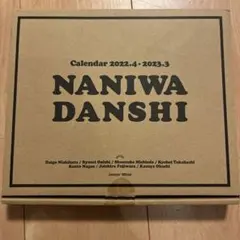 Calendar 2022.4-2023.3
NANIWA
DANSHI
Daigo Nishihata / Ryusei Onishi / Shunsuke Michieda / Kyohei Takahashi
Kento Nagao / Joichiro Fujiwara / Kazuya Ohashi